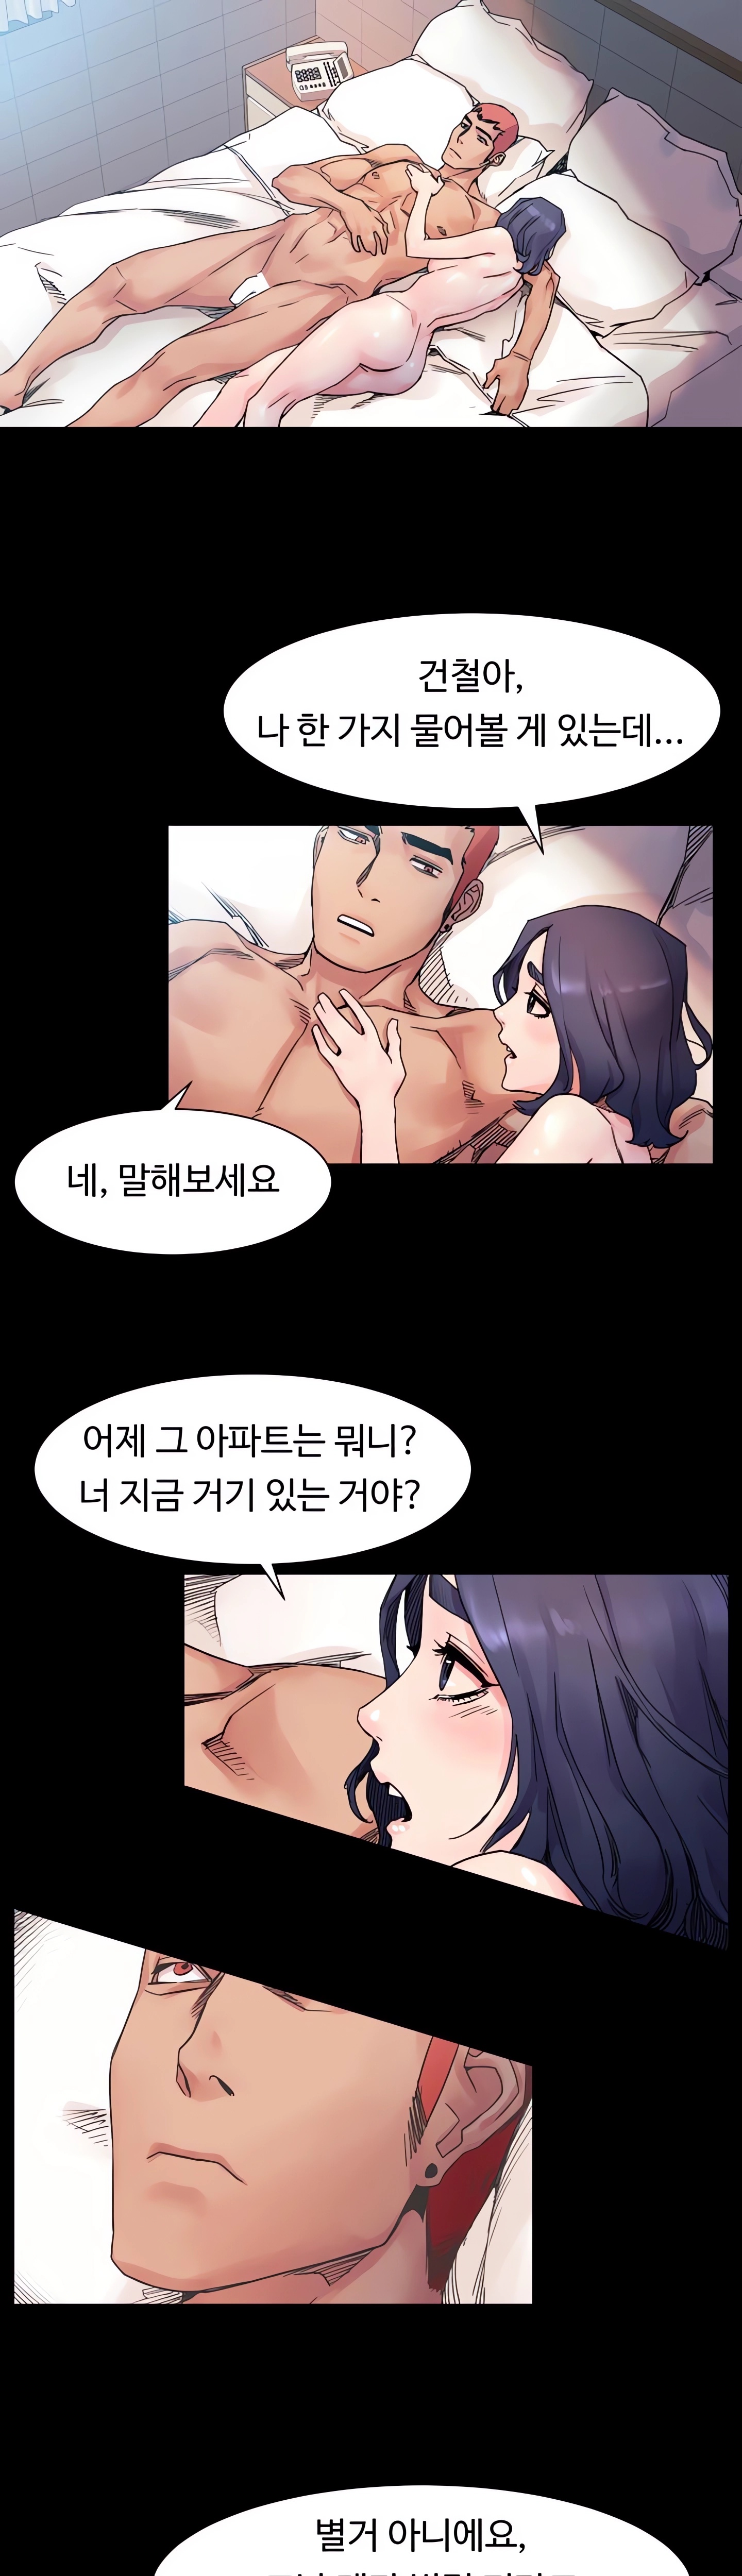 건철아,
나 한 가지 물어볼 게 있는데...
네, 말해보세요
어제 그 아파트는 뭐니?
너 지금 거기 있는 거야?
별거 아니에요,